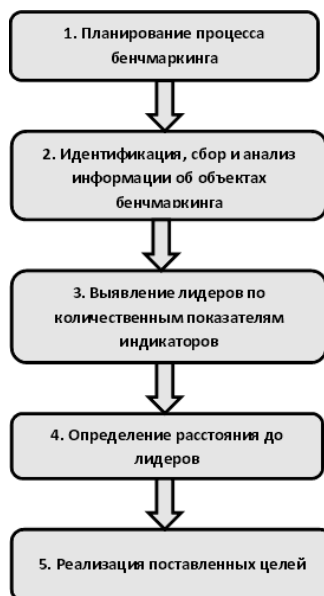 1. Планирование процесса
бенчмаркинга
2. Идентификация, сбор и анализ
информации об объектах
бенчмаркинга
3. Выявление лидеров по
количественным показателям
индикаторов
4. Определение расстояния до
лидеров
5. Реализация поставленных целей